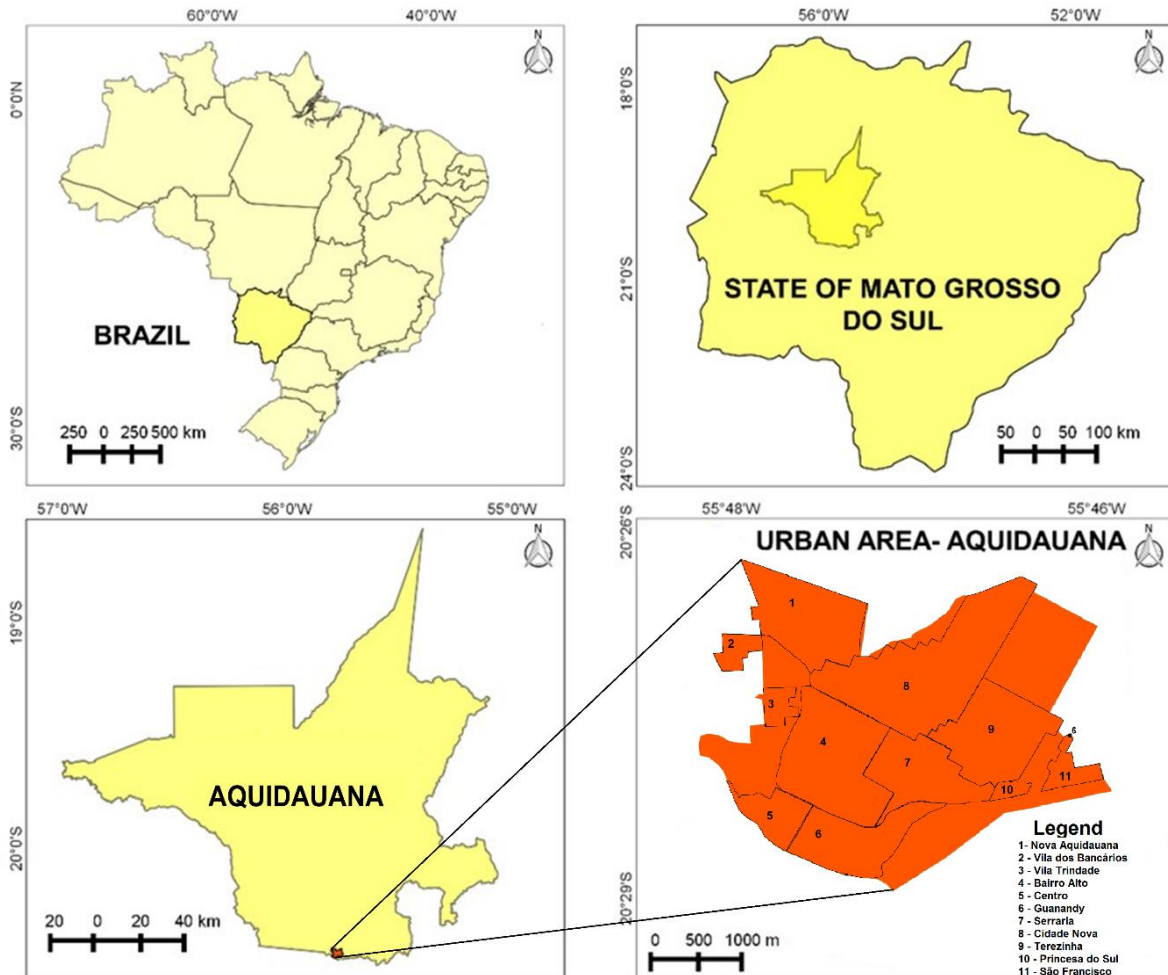 60°0'W 40°0'W
N
0°0'N
BRAZIL
30°0'S
250 0 250 500 km
56°0'W 52°0'W
N
18°0'S
STATE OF MATO GROSSO
DO SUL
21°0'S
50 0 50 100 km
24°0'S
57°0'W 56°0'W 55°0'W
N
19°0'S
AQUIDAUANA
20°0'S
20 0 20 40 km
55°48'W 55°46'W
20°26'S
URBAN AREA- AQUIDAUANA
N
1
2
8
3
9
4
6
7
11
10
5
6
20°29'S
Legend
1- Nova Aquidauana
2 - Vila dos Bancários
3 - Vila Trindade
4 - Bairro Alto
5 - Centro
6 - Guanandy
7 - Serraria
8 - Cidade Nova
9 - Terezinha
10 - Princesa do Sul
11 - São Francisco
0 500 1000 m